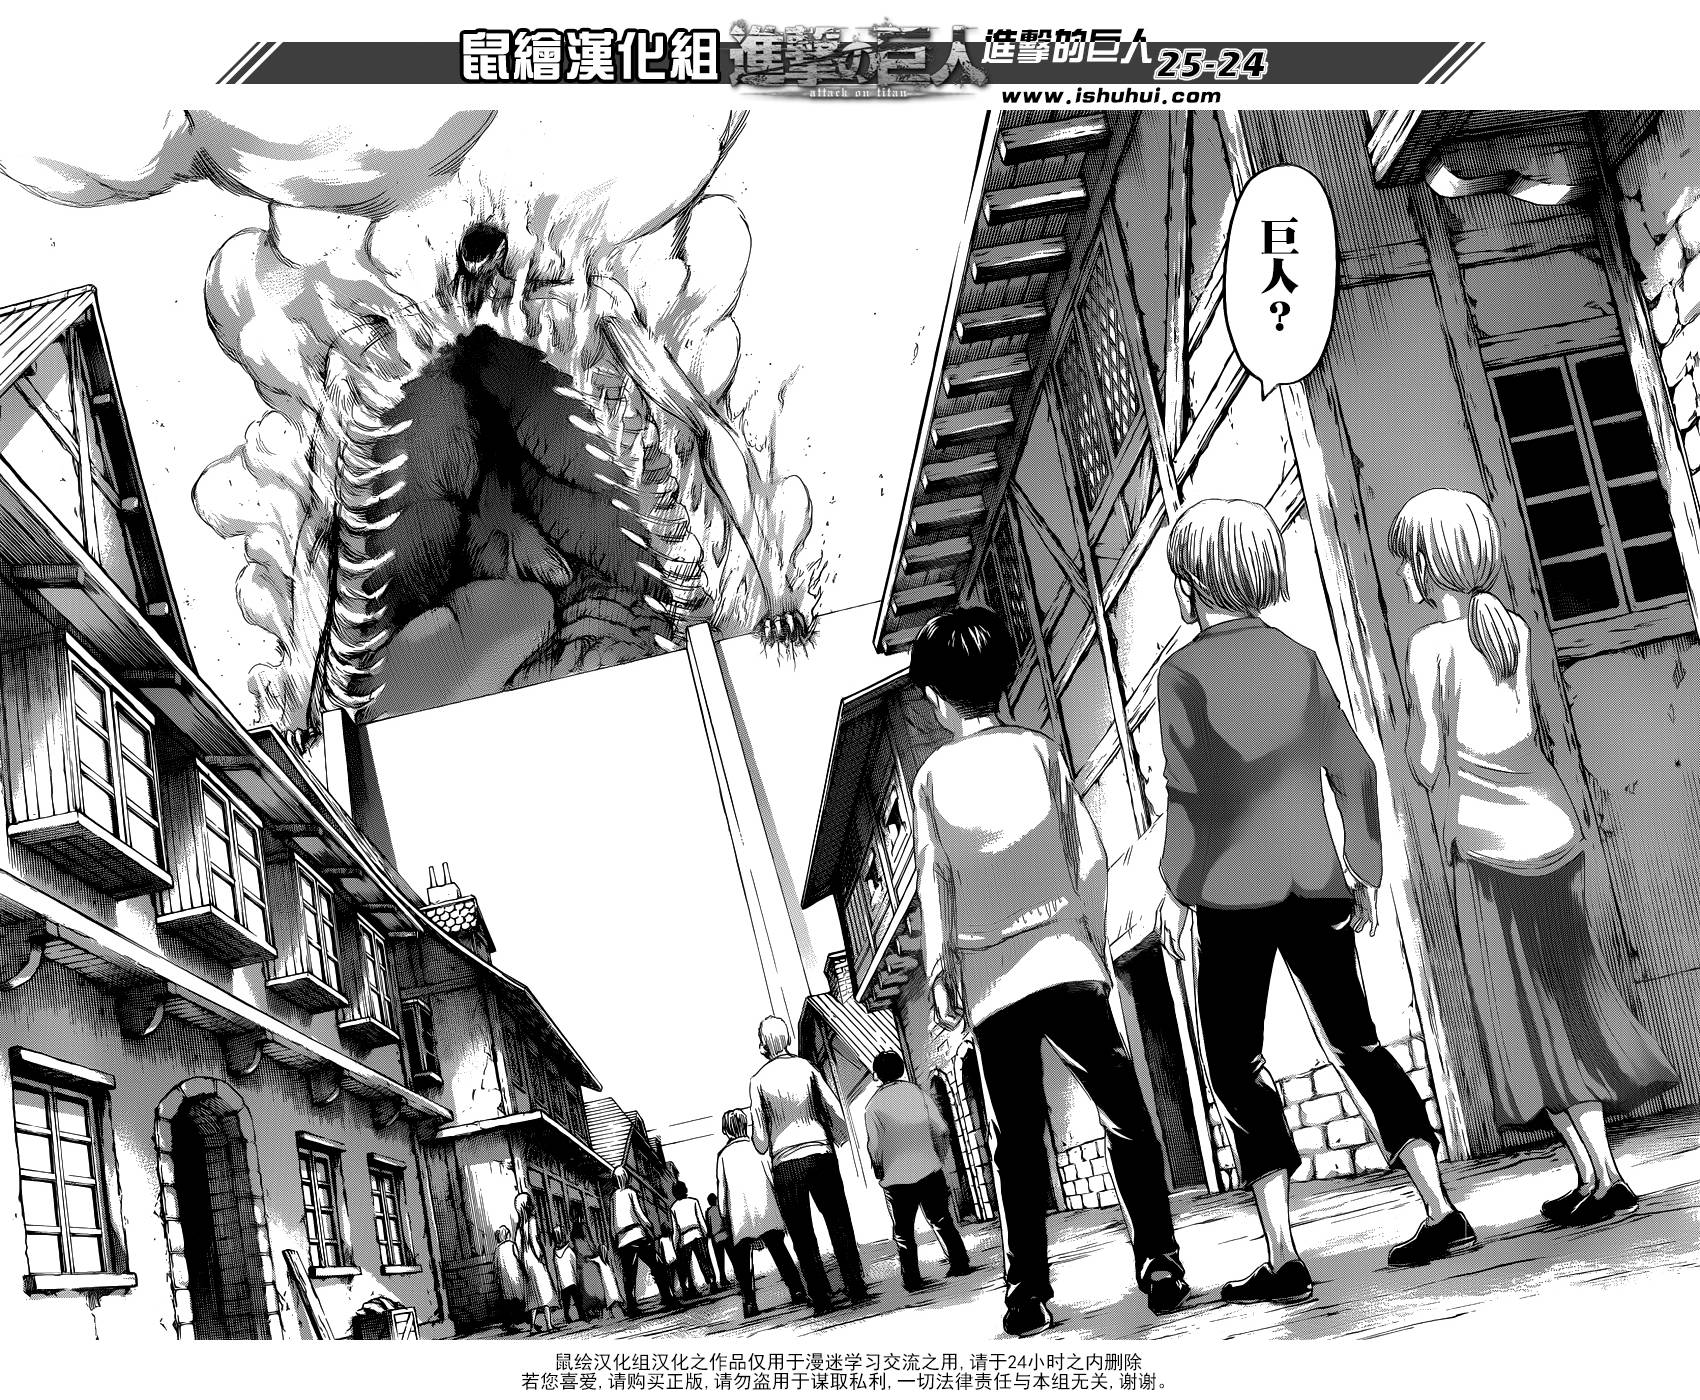 鼠繪漢化組 進擊の巨人 進擊的巨人 25-24
attack on titan
www.ishuhui.com
巨人？
鼠绘汉化组汉化之作品仅用于漫迷学习交流之用,请于24小时之内删除
若您喜爱,请购买正版,请勿盗用于谋取私利,一切法律责任与本组无关,谢谢。